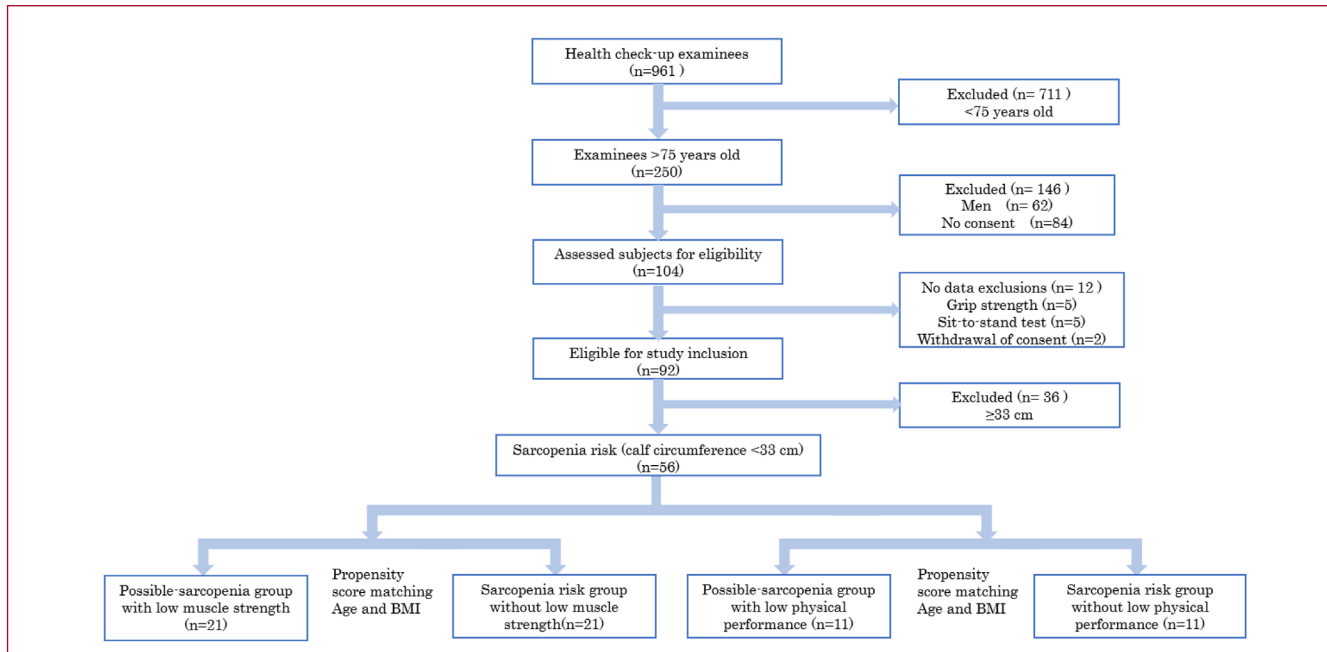 Health check-up examinees
(n=961 )
Excluded (n= 711 )
<75 years old
Examinees >75 years old
(n=250)
Excluded (n= 146 )
Men (n= 62)
No consent (n=84)
Assessed subjects for eligibility
(n=104)
No data exclusions (n= 12 )
Grip strength (n=5)
Sit-to-stand test (n=5)
Withdrawal of consent (n=2)
Eligible for study inclusion
(n=92)
Excluded (n= 36 )
≥33 cm
Sarcopenia risk (calf circumference <33 cm)
(n=56)
Possible-sarcopenia group
with low muscle strength
(n=21)
Propensity
score matching
Age and BMI
Sarcopenia risk group
without low muscle
strength(n=21)
Possible-sarcopenia group
with low physical
performance (n=11)
Propensity
score matching
Age and BMI
Sarcopenia risk group
without low physical
performance (n=11)